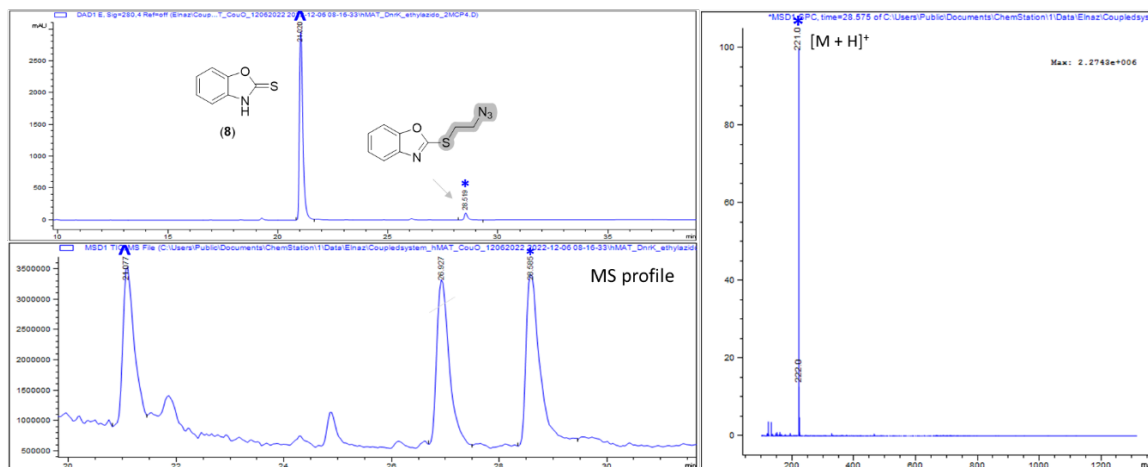 DAD1 E, Sig=280,4 Ref=off (Elnaz\Coup...T_CouO_12062022 2022-12-06 08-16-33\hMAT_DnrK_ethylazido_2MCP4.D)
mAU
^
21.020
2500
2000
1500
1000
500
0
O
S
N
NH
(8)
N3
O
S
N
*
28.519
10
15
20
25
30
35
min
MSD1 TIC, MS File (C:\Users\Public\Documents\ChemStation\1\Data\Elnaz\Coupledsystem_hMAT_CouO_12062022 2022-12-06 08-16-33\hMAT_DnrK_ethylazid
^
21.077
26.927
*
28.585
MS profile
3500000
3000000
2500000
2000000
1500000
1000000
500000
20
22
24
26
28
30
min
*MSD1 SPC, time=28.575 of C:\Users\Public\Documents\ChemStation\1\Data\Elnaz\Coupledsyste
*
221.0
[M + H]+
Max: 2.2743e+006
100
80
60
40
20
0
222.0
200
400
600
800
1000
1200